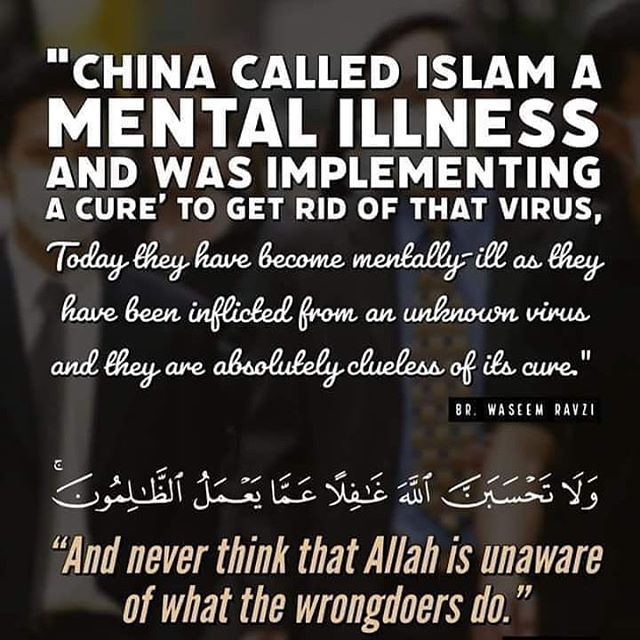 "CHINA CALLED ISLAM A
MENTAL ILLNESS
AND WAS IMPLEMENTING
A CURE' TO GET RID OF THAT VIRUS,
Today they have become mentally-ill as they
have been inflicted from an unknown virus
and they are absolutely clueless of its cure."
BR. WASEEM RAVZI
وَلَا تَحْسَبَنَّ ٱللَّهَ غَـٰفِلًا عَمَّا يَعْمَلُ ٱلظَّـٰلِمُونَ ۚ
“And never think that Allah is unaware
of what the wrongdoers do.”